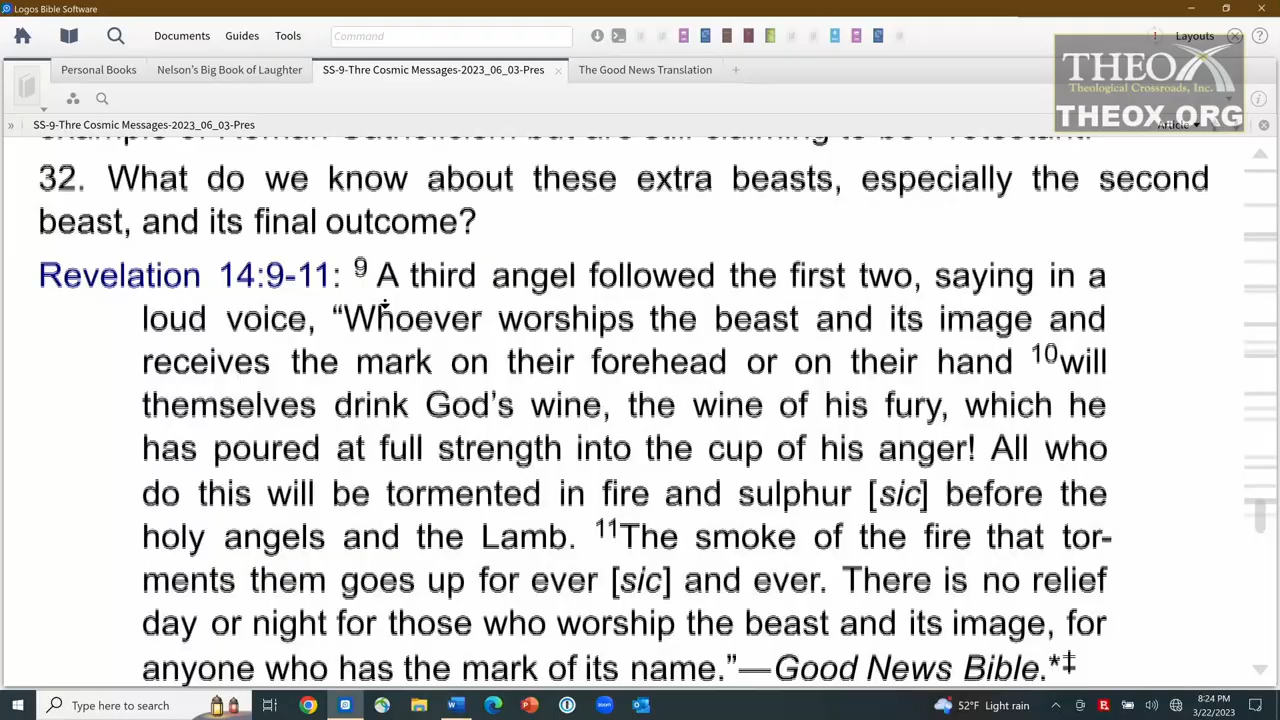 Logos Bible Software
Documents Guides Tools Command Layouts
Personal Books Nelson's Big Book of Laughter SS-9-Thre Cosmic Messages-2023_06_03-Pres The Good News Translation
THEOX
Theological Crossroads, Inc.
THEOX.ORG
SS-9-Thre Cosmic Messages-2023_06_03-Pres Article
32. What do we know about these extra beasts, especially the second
beast, and its final outcome?
Revelation 14:9-11: 9 A third angel followed the first two, saying in a
loud voice, “Whoever worships the beast and its image and
receives the mark on their forehead or on their hand 10will
themselves drink God’s wine, the wine of his fury, which he
has poured at full strength into the cup of his anger! All who
do this will be tormented in fire and sulphur [sic] before the
holy angels and the Lamb. 11The smoke of the fire that tor-
ments them goes up for ever [sic] and ever. There is no relief
day or night for those who worship the beast and its image, for
anyone who has the mark of its name.”—Good News Bible.*‡
Type here to search 52°F Light rain 8:24 PM
3/22/2023